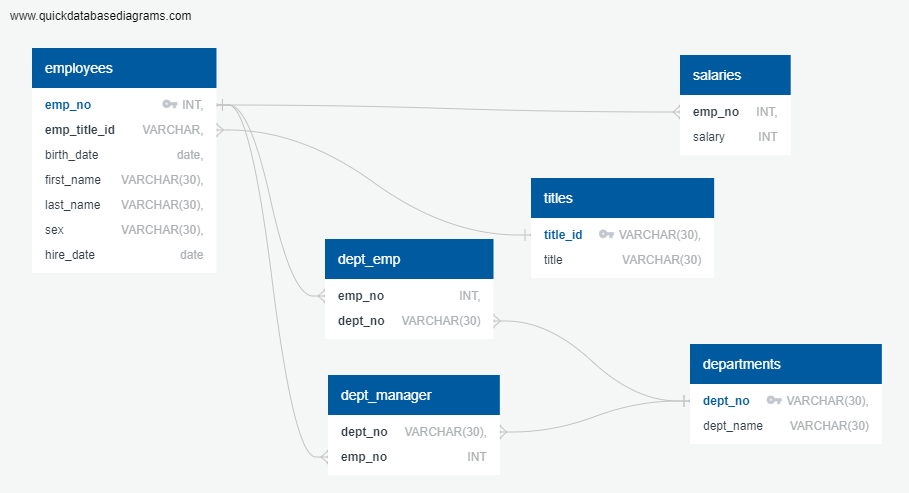 www.quickdatabasediagrams.com
employees
emp_no INT,
emp_title_id VARCHAR,
birth_date date,
first_name VARCHAR(30),
last_name VARCHAR(30),
sex VARCHAR(30),
hire_date date
salaries
emp_no INT,
salary INT
titles
title_id VARCHAR(30),
title VARCHAR(30)
dept_emp
emp_no INT,
dept_no VARCHAR(30)
departments
dept_no VARCHAR(30),
dept_name VARCHAR(30)
dept_manager
dept_no VARCHAR(30),
emp_no INT